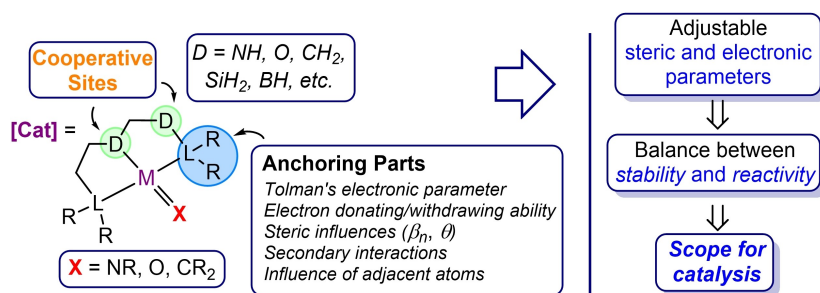 Cooperative
Sites
D = NH, O, CH2,
SiH2, BH, etc.
[Cat] =
D
D
L
R
R
M
X
L
R
R
Anchoring Parts
Tolman's electronic parameter
Electron donating/withdrawing ability
Steric influences (βn, θ)
Secondary interactions
Influence of adjacent atoms
X = NR, O, CR2
Adjustable
steric and electronic
parameters
Balance between
stability and reactivity
Scope for
catalysis